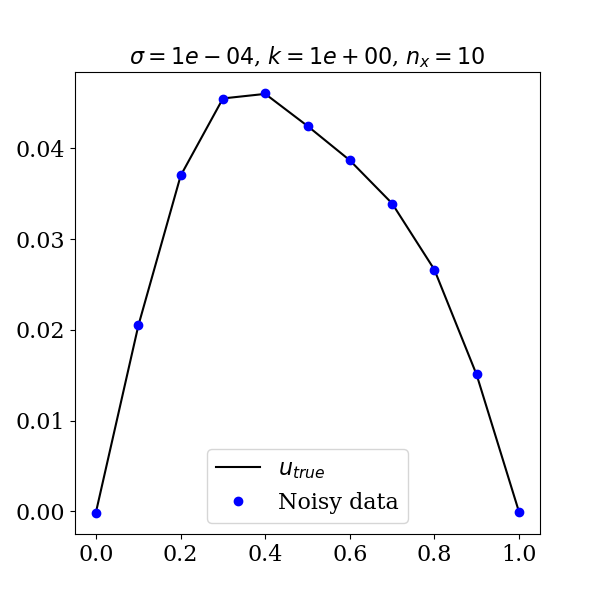 σ = 1e − 04, k = 1e + 00, nₓ = 10
0.04
0.03
0.02
0.01
0.00
u_true
Noisy data
0.0 0.2 0.4 0.6 0.8 1.0